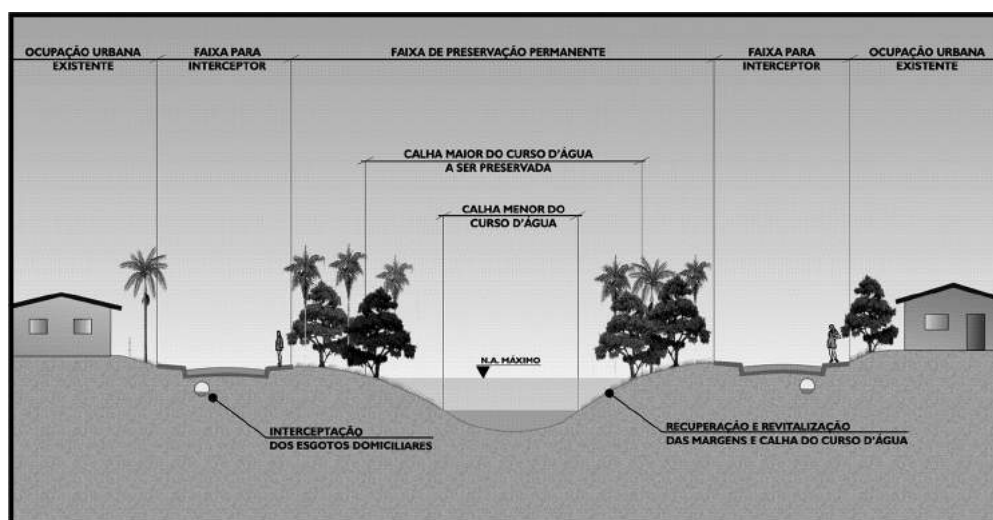 OCUPAÇÃO URBANA
EXISTENTE
FAIXA PARA
INTERCEPTOR
FAIXA DE PRESERVAÇÃO PERMANENTE
FAIXA PARA
INTERCEPTOR
OCUPAÇÃO URBANA
EXISTENTE
CALHA MAIOR DO CURSO D'ÁGUA
A SER PRESERVADA
CALHA MENOR DO
CURSO D'ÁGUA
N.A. MÁXIMO
INTERCEPTAÇÃO
DOS ESGOTOS DOMICILIARES
RECUPERAÇÃO E REVITALIZAÇÃO
DAS MARGENS E CALHA DO CURSO D'ÁGUA